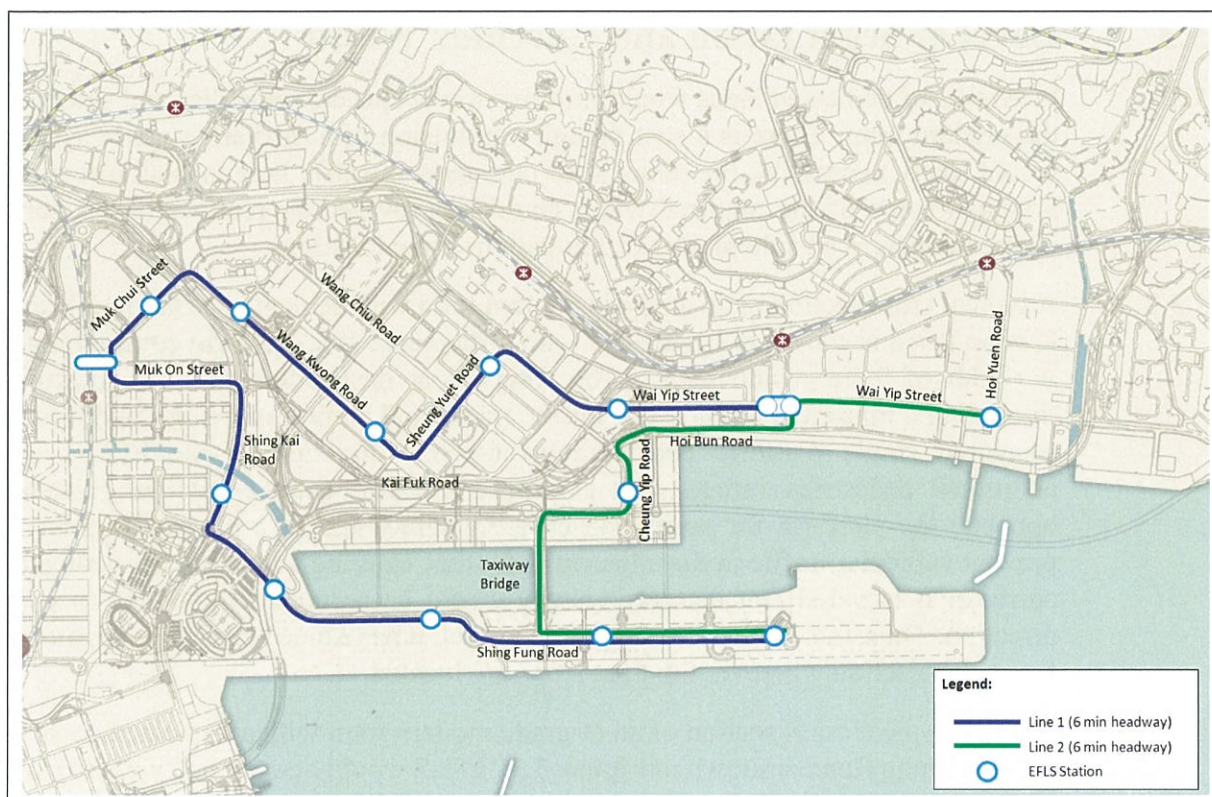 Muk Chui Street
Wang Chiu Road
Muk On Street
Wang Kwong Road
Sheung Yuet Road
Wai Yip Street
Wai Yip Street
Hoi Yuen Road
Shing Kai
Road
Kai Fuk Road
Hoi Bun Road
Cheung Yip Road
Taxiway
Bridge
Shing Fung Road
Legend:
Line 1 (6 min headway)
Line 2 (6 min headway)
EFLS Station